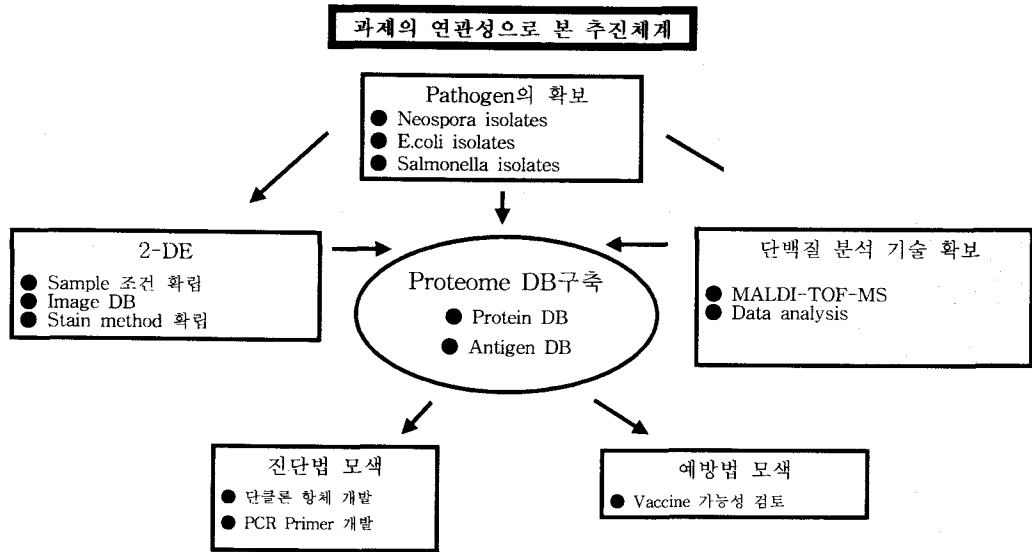 과제의 연관성으로 본 추진체계
Pathogen의 확보
● Neospora isolates
● E.coli isolates
● Salmonella isolates
2-DE
● Sample 조건 확립
● Image DB
● Stain method 확립
Proteome DB구축
● Protein DB
● Antigen DB
단백질 분석 기술 확보
● MALDI-TOF-MS
● Data analysis
진단법 모색
● 단클론 항체 개발
● PCR Primer 개발
예방법 모색
● Vaccine 가능성 검토